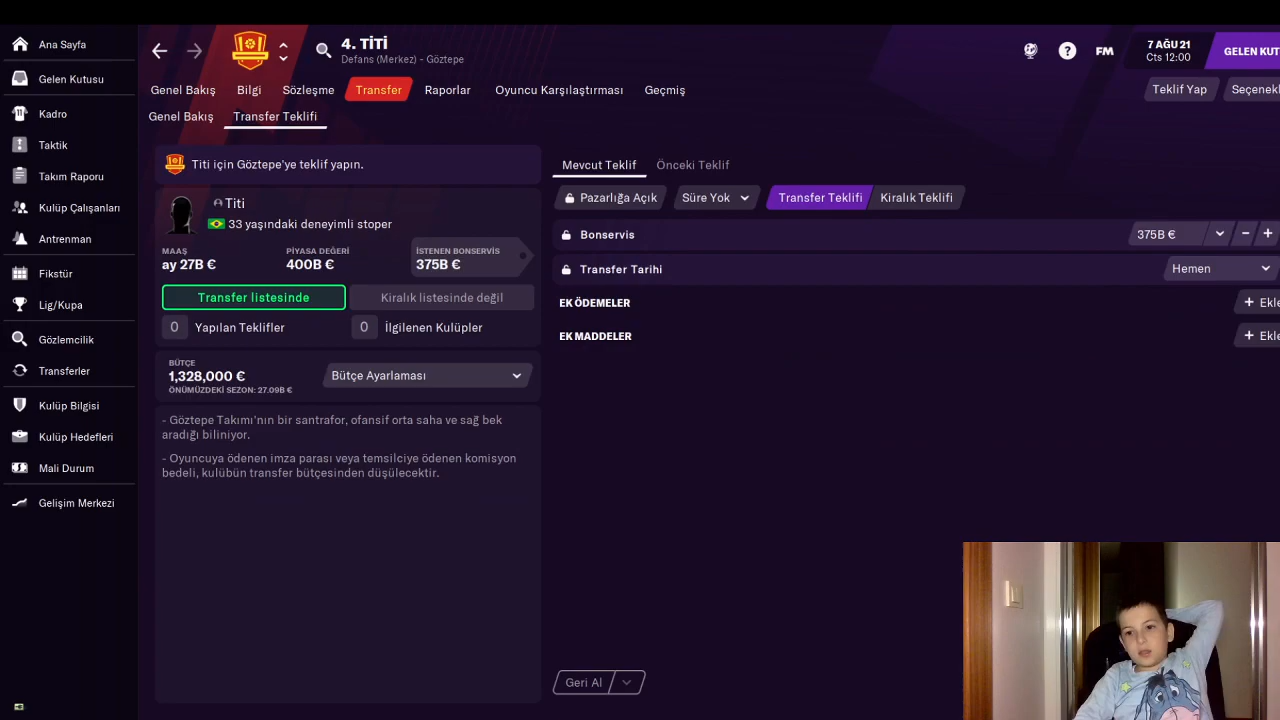 Ana Sayfa
Gelen Kutusu
Kadro
Taktik
Takım Raporu
Kulüp Çalışanları
Antrenman
Fikstür
Lig/Kupa
Gözlemcilik
Transferler
Kulüp Bilgisi
Kulüp Hedefleri
Mali Durum
Gelişim Merkezi
4. TİTİ
Defans (Merkez) - Göztepe
FM
7 AĞU 21
Cts 12:00
GELEN KUT
Genel Bakış Bilgi Sözleşme Transfer Raporlar Oyuncu Karşılaştırması Geçmiş
Teklif Yap Seçenekl
Genel Bakış Transfer Teklifi
Titi için Göztepe'ye teklif yapın.
Titi
33 yaşındaki deneyimli stoper
MAAŞ PİYASA DEĞERİ İSTENEN BONSERVİS
ay 27B € 400B € 375B €
Transfer listesinde Kiralık listesinde değil
0 Yapılan Teklifler 0 İlgilenen Kulüpler
BÜTÇE
1,328,000 €
ÖNÜMÜZDEKİ SEZON: 27.09B €
Bütçe Ayarlaması
- Göztepe Takımı'nın bir santrafor, ofansif orta saha ve sağ bek
aradığı biliniyor.
- Oyuncuya ödenen imza parası veya temsilciye ödenen komisyon
bedeli, kulübün transfer bütçesinden düşülecektir.
Mevcut Teklif Önceki Teklif
Pazarlığa Açık Süre Yok Transfer Teklifi Kiralık Teklifi
Bonservis 375B €
Transfer Tarihi Hemen
EK ÖDEMELER + Ekle
EK MADDELER + Ekle
Geri Al